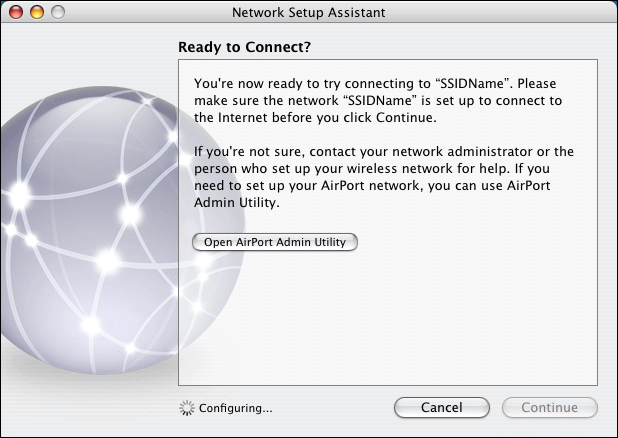 Network Setup Assistant
Ready to Connect?
You're now ready to try connecting to “SSIDName”. Please
make sure the network “SSIDName” is set up to connect to
the Internet before you click Continue.
If you're not sure, contact your network administrator or the
person who set up your wireless network for help. If you
need to set up your AirPort network, you can use AirPort
Admin Utility.
Open AirPort Admin Utility
Configuring...
Cancel
Continue